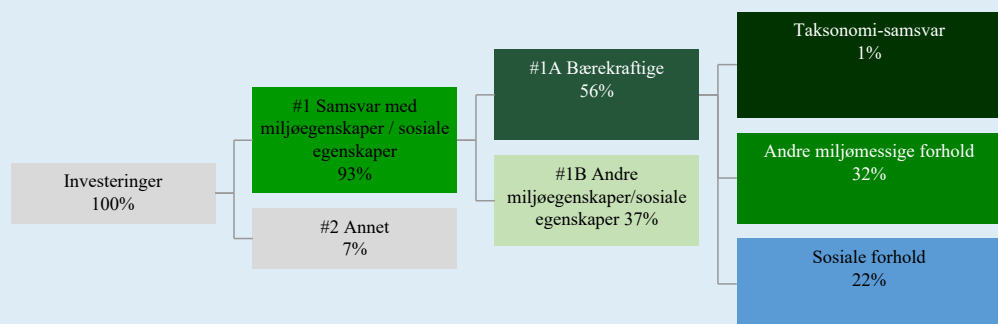 Investeringer
100%
#1 Samsvar med
miljøegenskaper / sosiale
egenskaper
93%
#2 Annet
7%
#1A Bærekraftige
56%
#1B Andre
miljøegenskaper/sosiale
egenskaper 37%
Taksonomi-samsvar
1%
Andre miljømessige forhold
32%
Sosiale forhold
22%